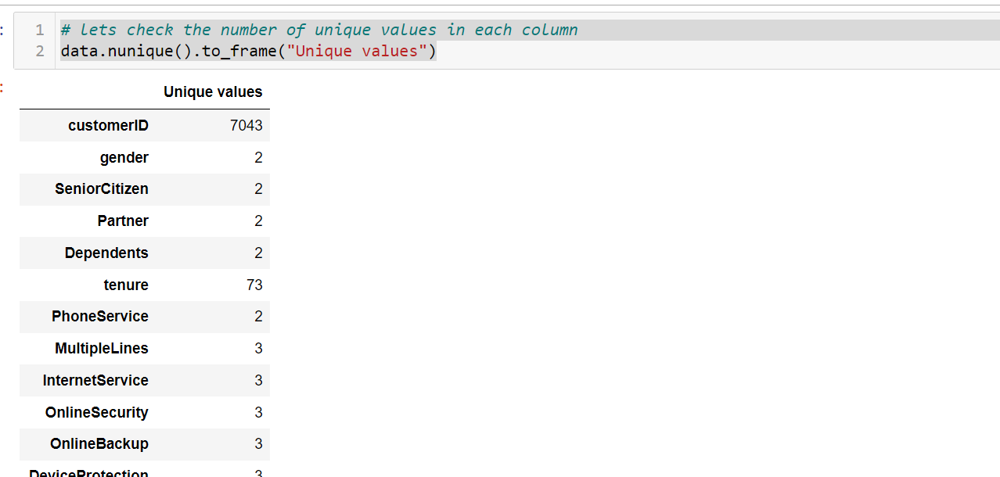 :
1 # lets check the number of unique values in each column
2 data.nunique().to_frame("Unique values")
:
Unique values
customerID 7043
gender 2
SeniorCitizen 2
Partner 2
Dependents 2
tenure 73
PhoneService 2
MultipleLines 3
InternetService 3
OnlineSecurity 3
OnlineBackup 3
DeviceProtection 3